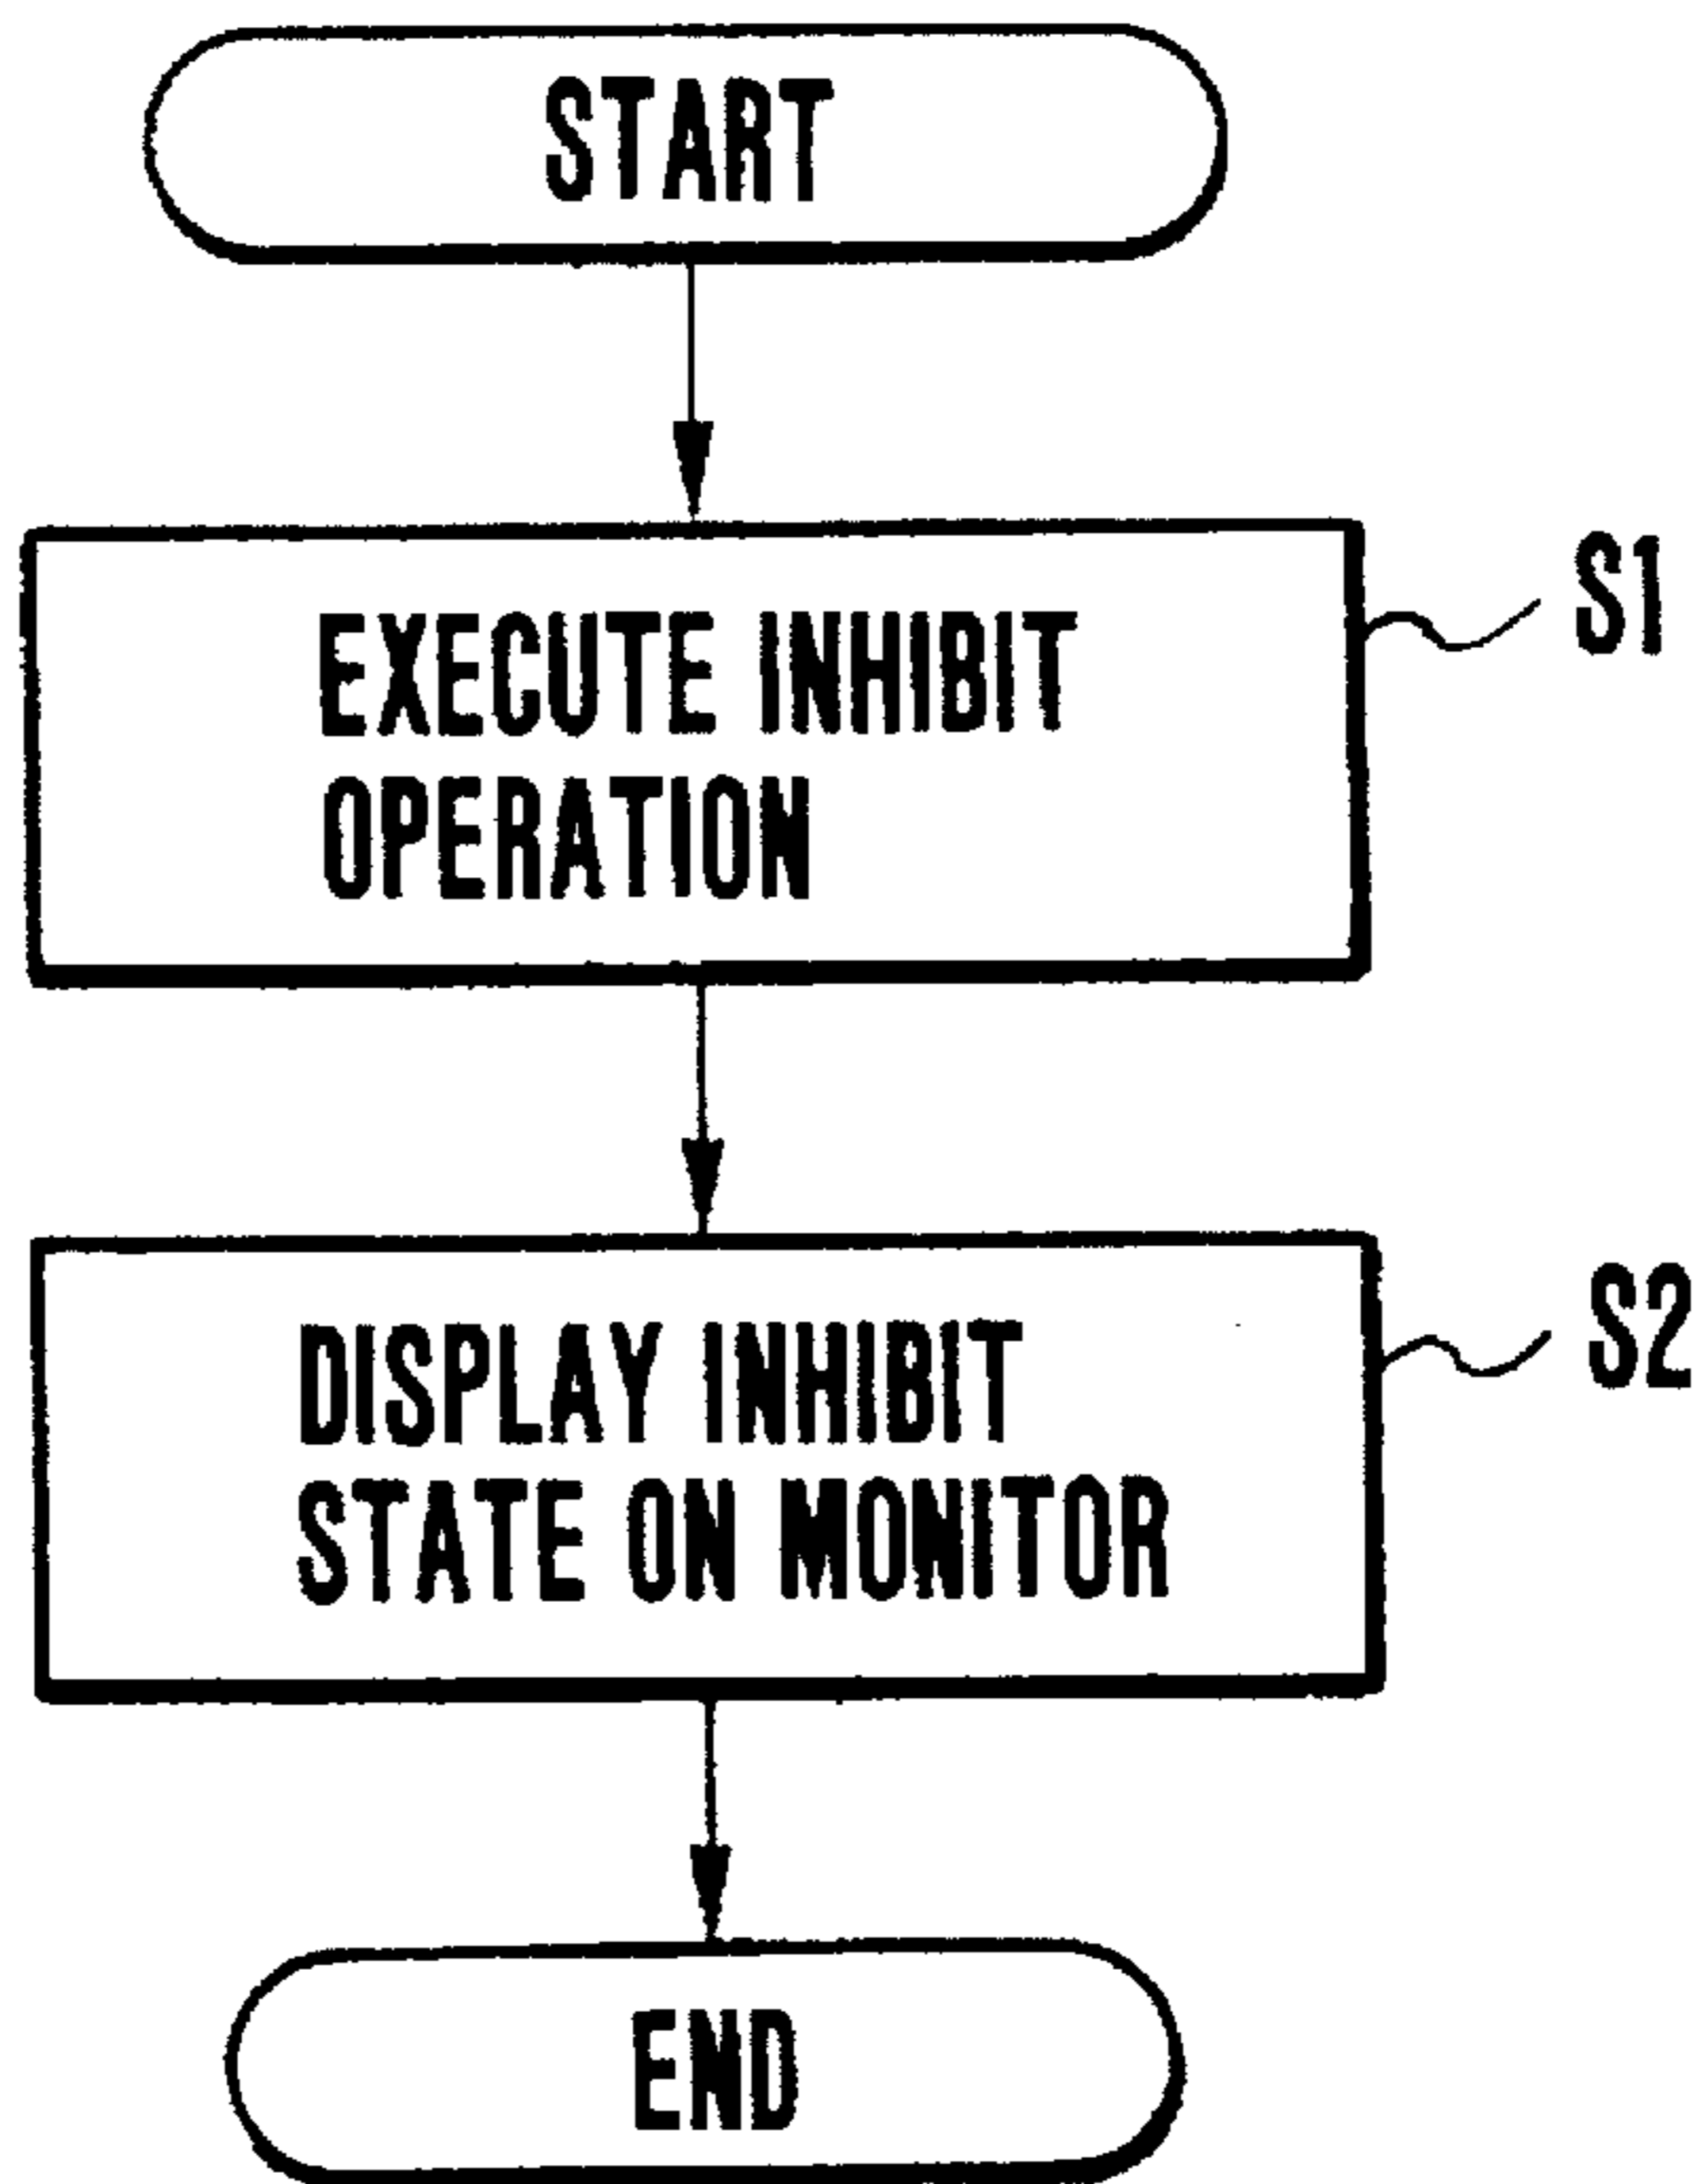 START
EXECUTE INHIBIT
OPERATION
S1
DISPLAY INHIBIT
STATE ON MONITOR
S2
END